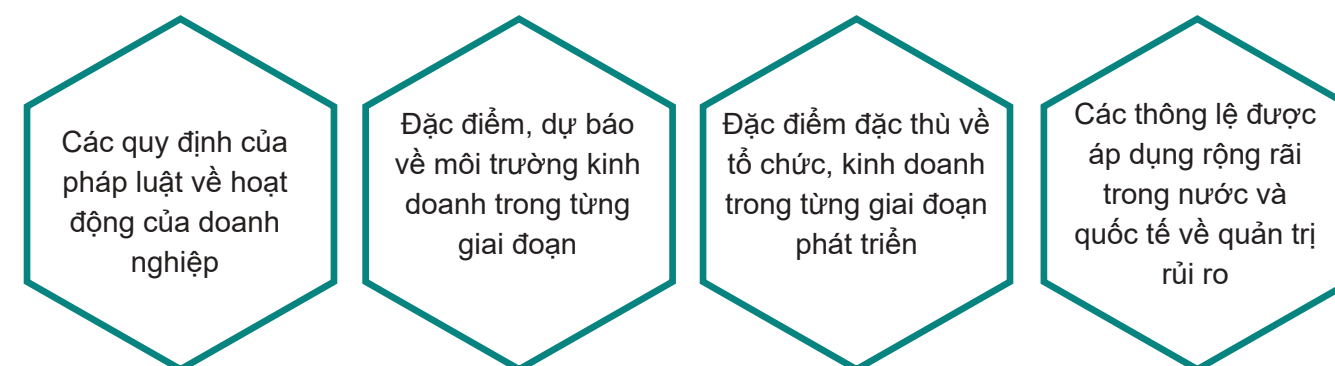 Các quy định của
pháp luật về hoạt
động của doanh
nghiệp
Đặc điểm, dự báo
về môi trường kinh
doanh trong từng
giai đoạn
Đặc điểm đặc thù về
tổ chức, kinh doanh
trong từng giai đoạn
phát triển
Các thông lệ được
áp dụng rộng rãi
trong nước và
quốc tế về quản trị
rủi ro